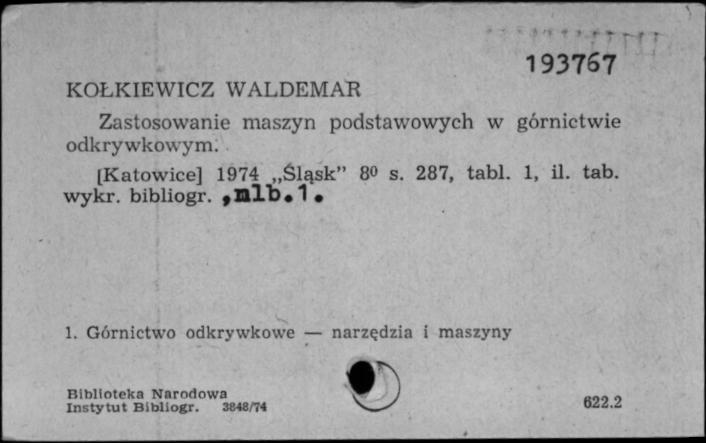 193767
KOŁKIEWICZ WALDEMAR
Zastosowanie maszyn podstawowych w górnictwie
odkrywkowym.
[Katowice] 1974 „Śląsk” 8⁰ s. 287, tabl. 1, il. tab.
wykr. bibliogr. ,nlb.1.
1. Górnictwo odkrywkowe — narzędzia i maszyny
Biblioteka Narodowa
Instytut Bibliogr. 3848/74
622.2